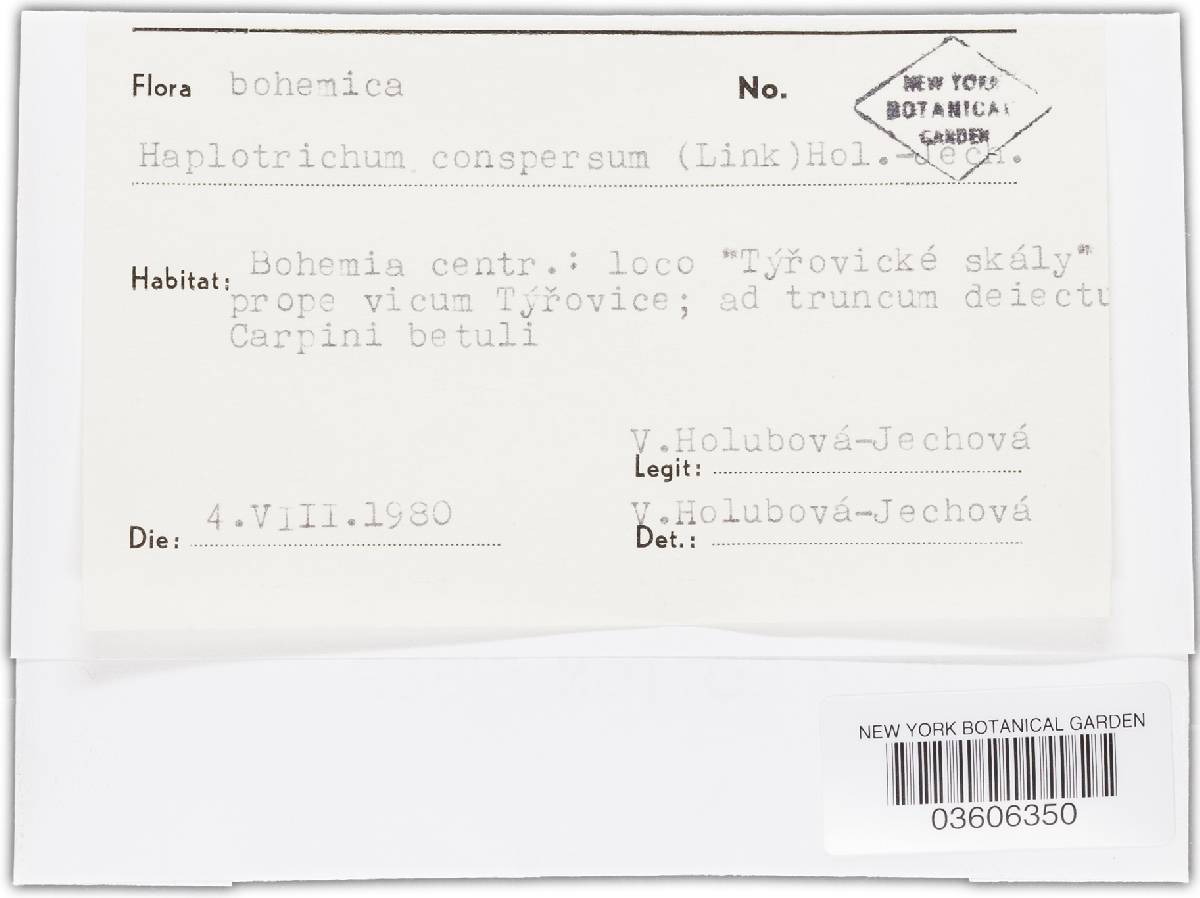 Flora bohemica No.
NEW YORK
BOTANICAL
GARDEN
Haplotrichum conspersum (Link)Hol.-Jech.
Habitat: Bohemia centr.: loco "Týřovické skály"
prope vicum Týřovice; ad truncum deiectu
Carpini betuli
V.Holubová-Jechová
Legit:
4.VIII.1980 V.Holubová-Jechová
Die: Det.:
NEW YORK BOTANICAL GARDEN
03606350